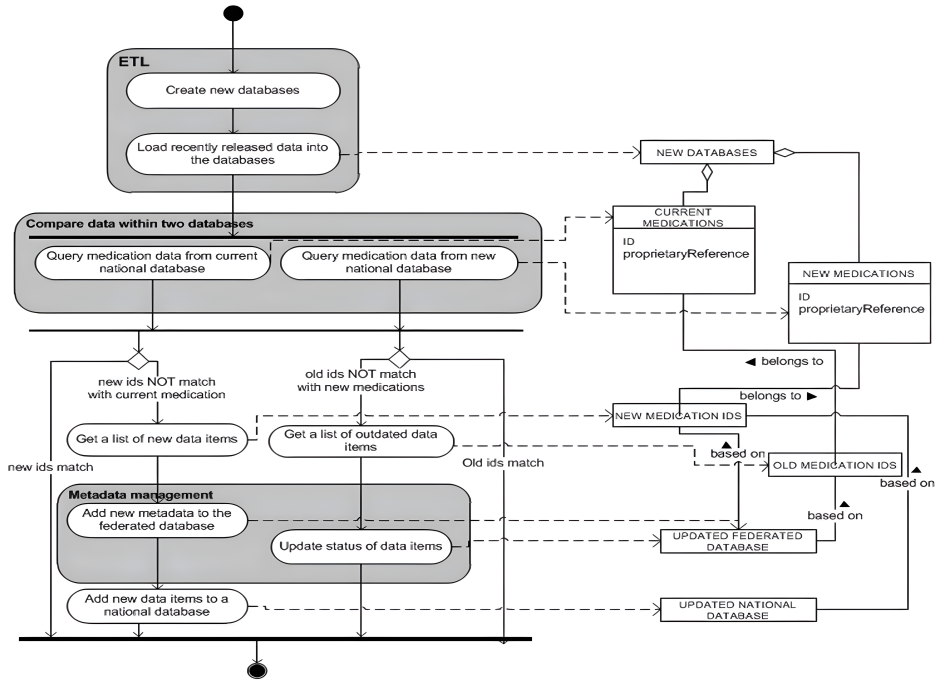 ETL
Create new databases
Load recently released data into
the databases
NEW DATABASES
Compare data within two databases
Query medication data from current
national database
Query medication data from new
national database
CURRENT
MEDICATIONS
ID
proprietaryReference
NEW MEDICATIONS
ID
proprietaryReference
new ids NOT match
with current medication
old ids NOT match
with new medications
◄ belongs to
belongs to ►
Get a list of new data items
Get a list of outdated data
items
NEW MEDICATION IDS
new ids match
Old ids match
based on
OLD MEDICATION IDS
based on
based on
Metadata management
Add new metadata to the
federated database
Update status of data items
UPDATED FEDERATED
DATABASE
Add new data items to a
national database
UPDATED NATIONAL
DATABASE